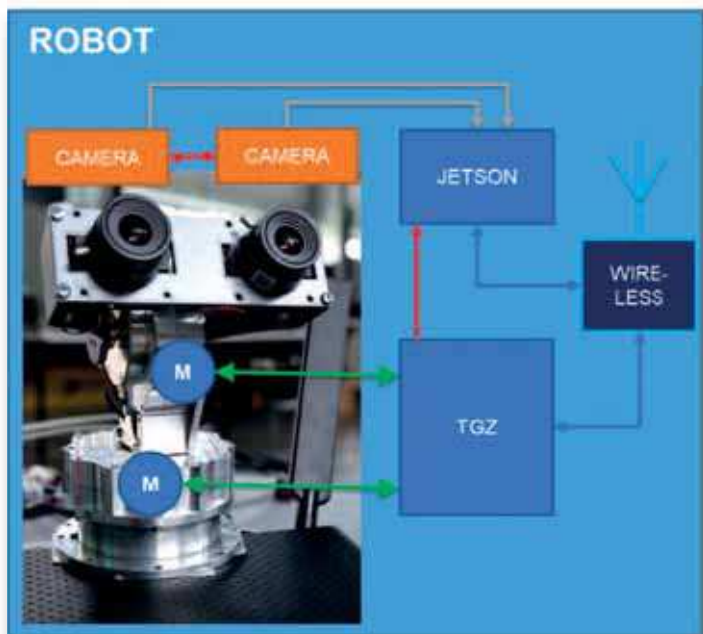 ROBOT
CAMERA
CAMERA
JETSON
WIRE-
LESS
M
TGZ
M